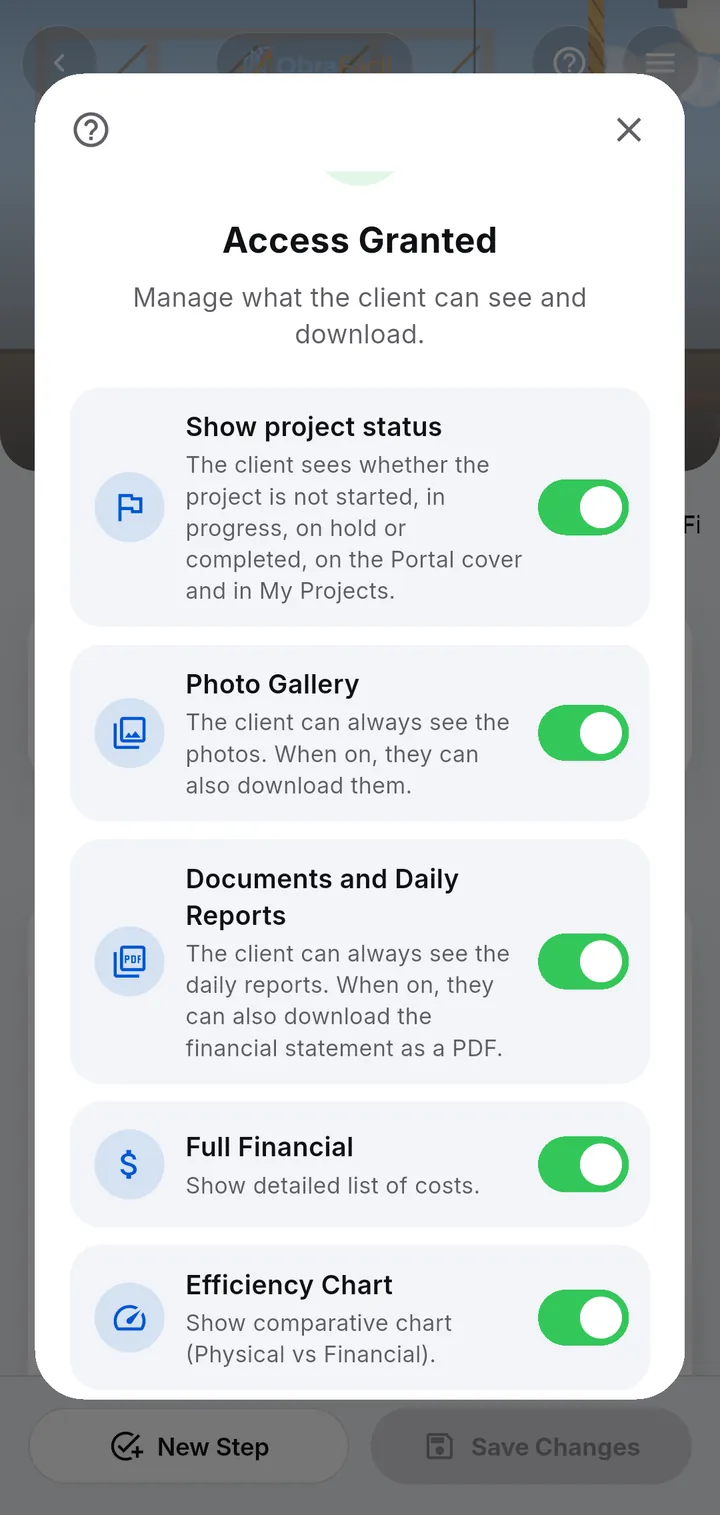 ObraFácil
Access Granted
Manage what the client can see and
download.
Show project status
The client sees whether the
project is not started, in
progress, on hold or
completed, on the Portal cover
and in My Projects.
Fi
Photo Gallery
The client can always see the
photos. When on, they can
also download them.
Documents and Daily
Reports
PDF
The client can always see the
daily reports. When on, they
can also download the
financial statement as a PDF.
Full Financial
Show detailed list of costs.
Efficiency Chart
Show comparative chart
(Physical vs Financial).
New Step
Save Changes